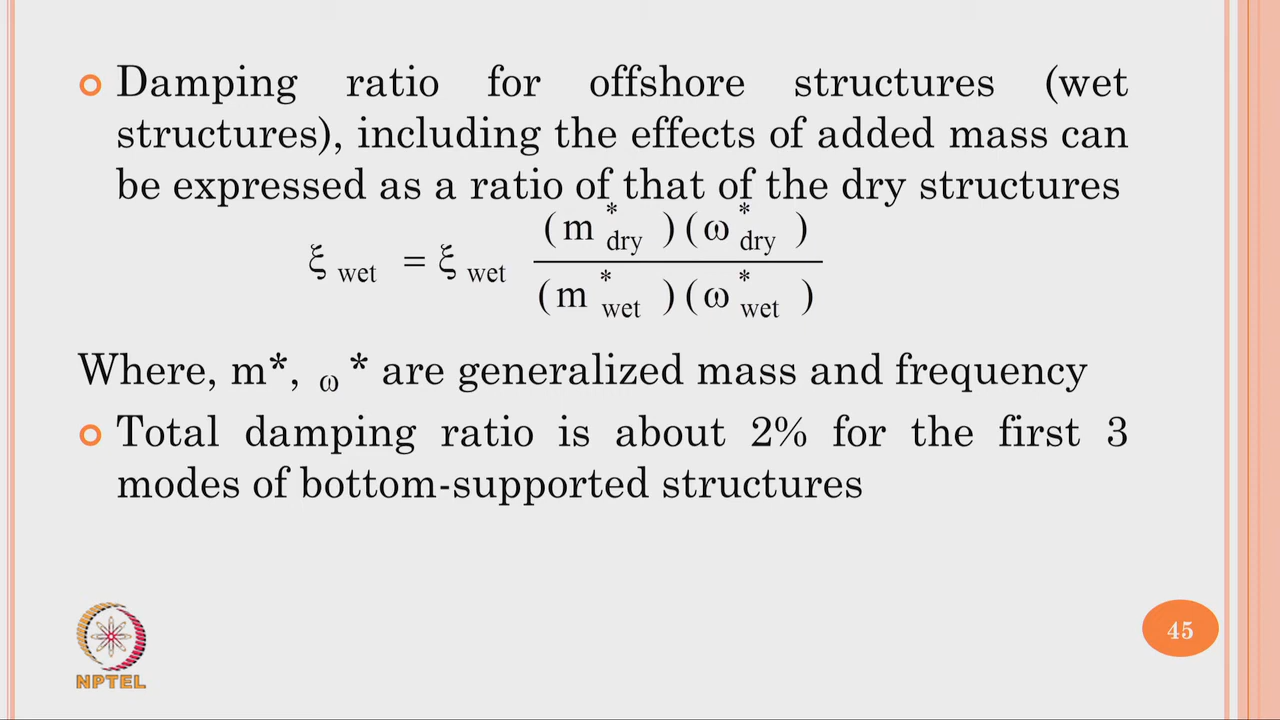 Damping ratio for offshore structures (wet
structures), including the effects of added mass can
be expressed as a ratio of that of the dry structures
ξ wet = ξ wet (m*dry)(ω*dry) / (m*wet)(ω*wet)
Where, m*, ω* are generalized mass and frequency
Total damping ratio is about 2% for the first 3
modes of bottom-supported structures
45
NPTEL